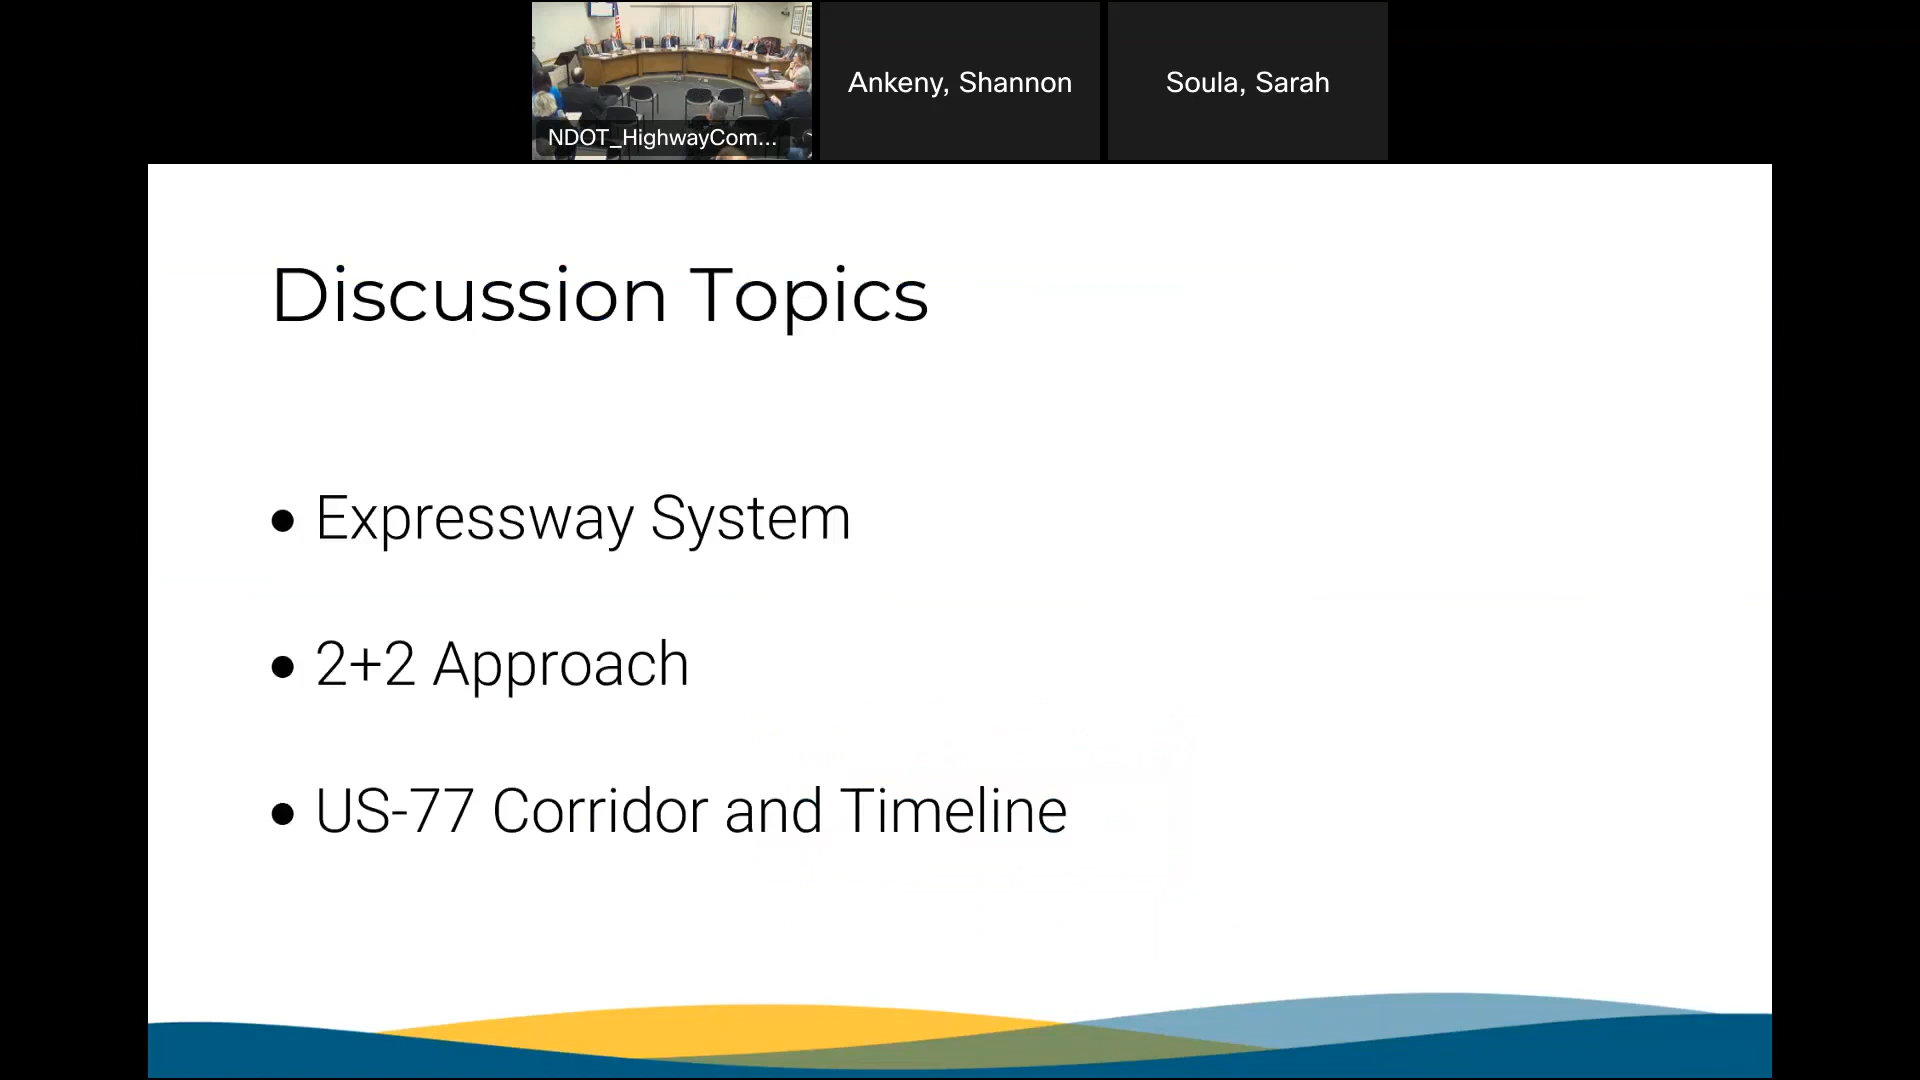 NDOT_HighwayCom...
Ankeny, Shannon
Soula, Sarah
Discussion Topics
• Expressway System
• 2+2 Approach
• US-77 Corridor and Timeline